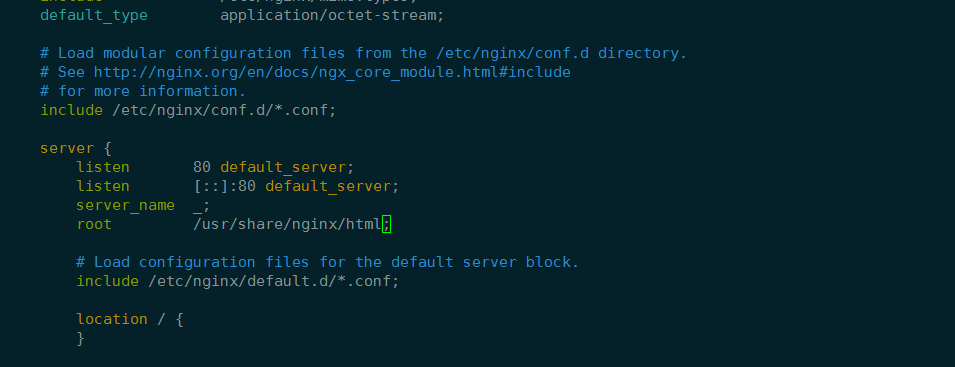 default_type        application/octet-stream;
# Load modular configuration files from the /etc/nginx/conf.d directory.
# See http://nginx.org/en/docs/ngx_core_module.html#include
# for more information.
include /etc/nginx/conf.d/*.conf;
server {
    listen       80 default_server;
    listen       [::]:80 default_server;
    server_name  _;
    root         /usr/share/nginx/html;
    # Load configuration files for the default server block.
    include /etc/nginx/default.d/*.conf;
    location / {
    }